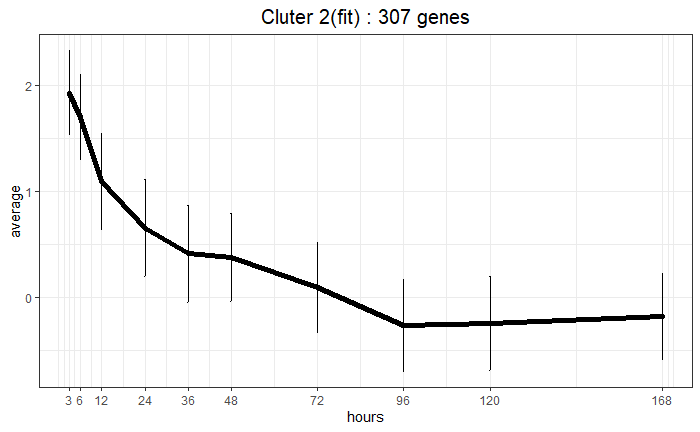 Cluter 2(fit) : 307 genes
average
2
1
0
3 6 12 24 36 48 72 96 120 168
hours